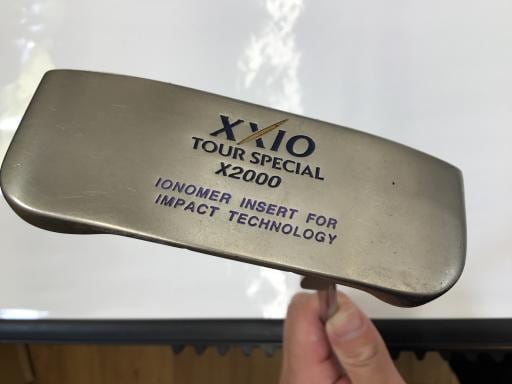 XXIO
TOUR SPECIAL
X2000
IONOMER INSERT FOR
IMPACT TECHNOLOGY